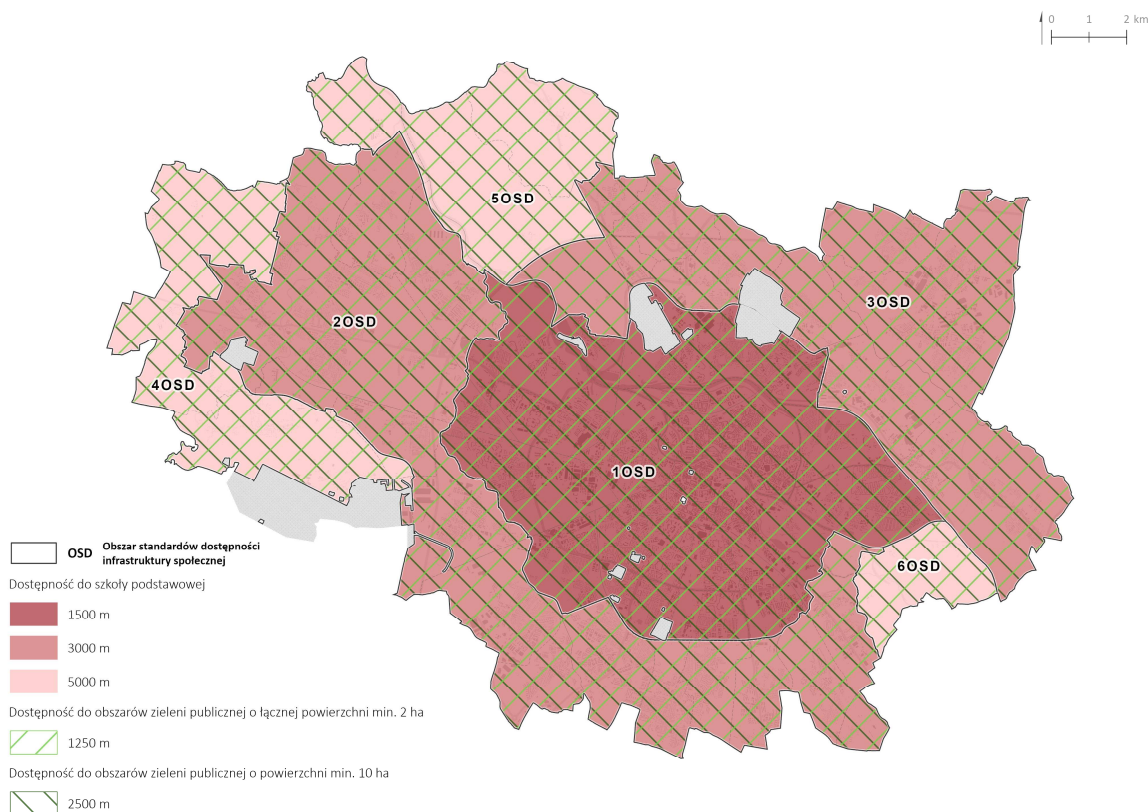 0 1 2 km
5OSD
3OSD
2OSD
4OSD
1OSD
6OSD
OSD Obszar standardów dostępności
infrastruktury społecznej
Dostępność do szkoły podstawowej
1500 m
3000 m
5000 m
Dostępność do obszarów zieleni publicznej o łącznej powierzchni min. 2 ha
1250 m
Dostępność do obszarów zieleni publicznej o powierzchni min. 10 ha
2500 m